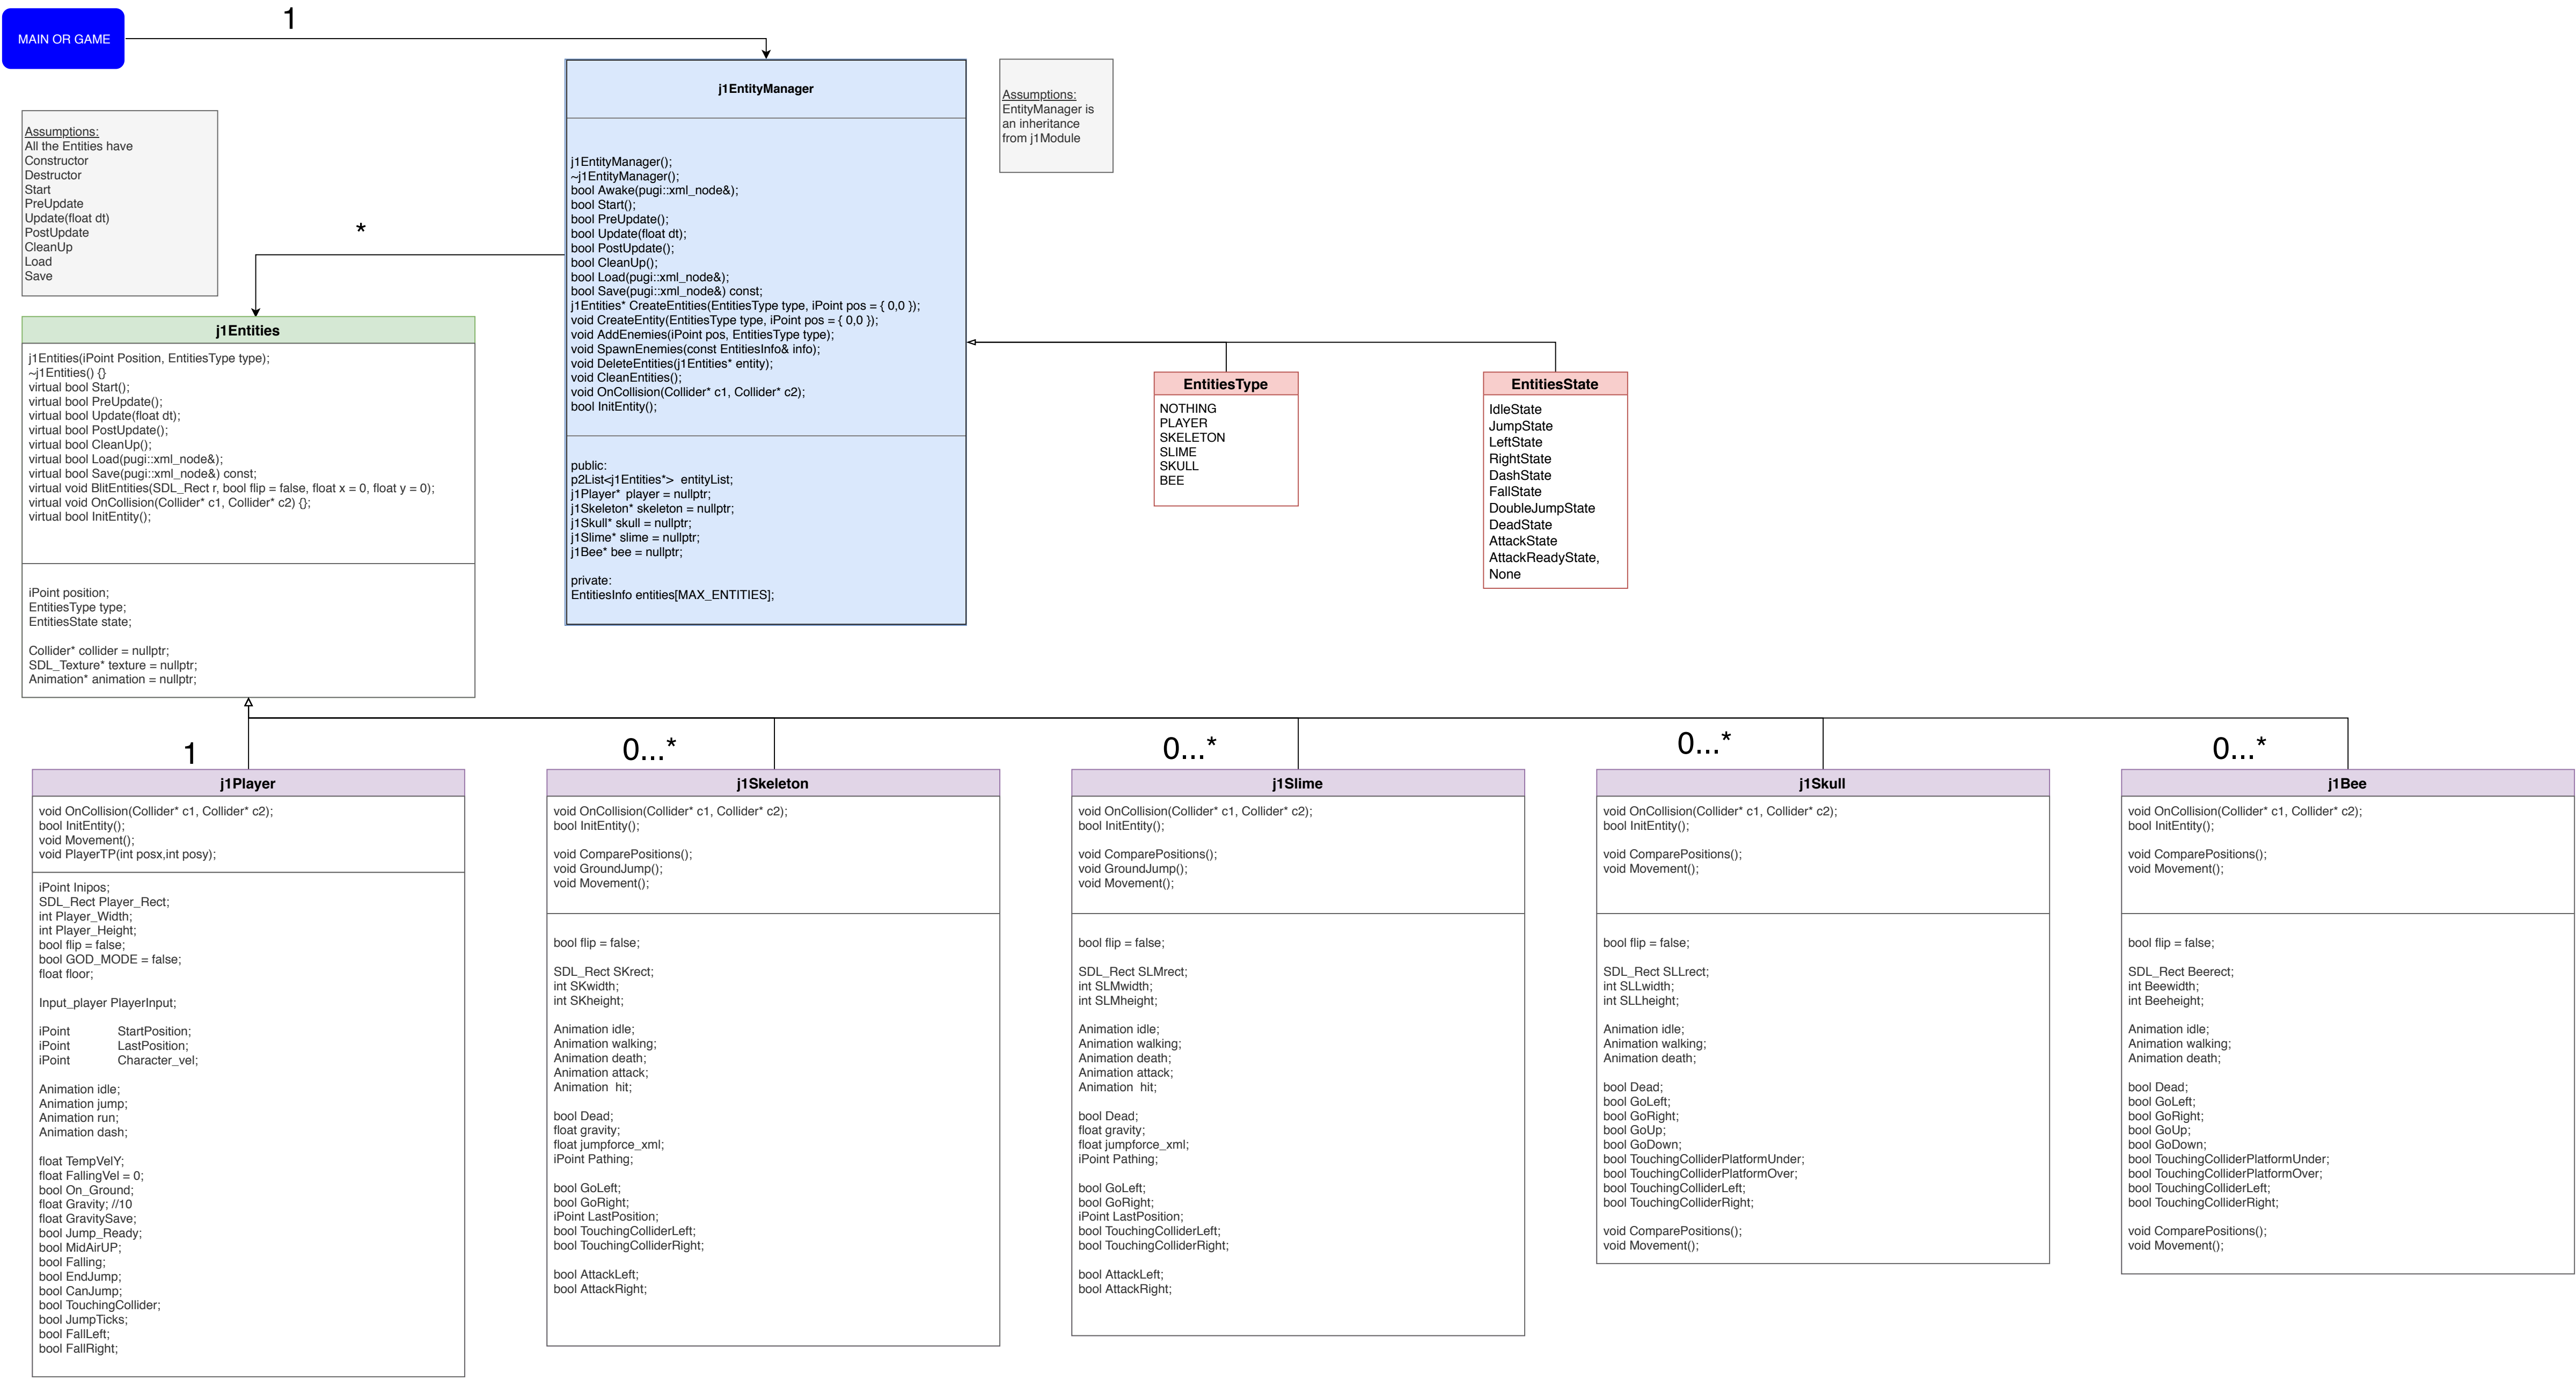 MAIN OR GAME
1
Assumptions:
All the Entities have
Constructor
Destructor
Start
PreUpdate
Update(float dt)
PostUpdate
CleanUp
Load
Save
*
j1EntityManager
j1EntityManager();
~j1EntityManager();
bool Awake(pugi::xml_node&);
bool Start();
bool PreUpdate();
bool Update(float dt);
bool PostUpdate();
bool CleanUp();
bool Load(pugi::xml_node&);
bool Save(pugi::xml_node&) const;
j1Entities* CreateEntities(EntitiesType type, iPoint pos = { 0,0 });
void CreateEntity(EntitiesType type, iPoint pos = { 0,0 });
void AddEnemies(iPoint pos, EntitiesType type);
void SpawnEnemies(const EntitiesInfo& info);
void DeleteEntities(j1Entities* entity);
void CleanEntities();
void OnCollision(Collider* c1, Collider* c2);
bool InitEntity();
public:
p2List<j1Entities*> entityList;
j1Player* player = nullptr;
j1Skeleton* skeleton = nullptr;
j1Skull* skull = nullptr;
j1Slime* slime = nullptr;
j1Bee* bee = nullptr;
private:
EntitiesInfo entities[MAX_ENTITIES];
Assumptions:
EntityManager is
an inheritance
from j1Module
EntitiesType
NOTHING
PLAYER
SKELETON
SLIME
SKULL
BEE
EntitiesState
IdleState
JumpState
LeftState
RightState
DashState
FallState
DoubleJumpState
DeadState
AttackState
AttackReadyState,
None
j1Entities
j1Entities(iPoint Position, EntitiesType type);
~j1Entities() {}
virtual bool Start();
virtual bool PreUpdate();
virtual bool Update(float dt);
virtual bool PostUpdate();
virtual bool CleanUp();
virtual bool Load(pugi::xml_node&);
virtual bool Save(pugi::xml_node&) const;
virtual void BlitEntities(SDL_Rect r, bool flip = false, float x = 0, float y = 0);
virtual void OnCollision(Collider* c1, Collider* c2) {};
virtual bool InitEntity();
iPoint position;
EntitiesType type;
EntitiesState state;
Collider* collider = nullptr;
SDL_Texture* texture = nullptr;
Animation* animation = nullptr;
1
j1Player
void OnCollision(Collider* c1, Collider* c2);
bool InitEntity();
void Movement();
void PlayerTP(int posx,int posy);
iPoint Inipos;
SDL_Rect Player_Rect;
int Player_Width;
int Player_Height;
bool flip = false;
bool GOD_MODE = false;
float floor;
Input_player PlayerInput;
iPoint StartPosition;
iPoint LastPosition;
iPoint Character_vel;
Animation idle;
Animation jump;
Animation run;
Animation dash;
float TempVelY;
float FallingVel = 0;
bool On_Ground;
float Gravity; //10
float GravitySave;
bool Jump_Ready;
bool MidAirUP;
bool Falling;
bool EndJump;
bool CanJump;
bool TouchingCollider;
bool JumpTicks;
bool FallLeft;
bool FallRight;
0...*
j1Skeleton
void OnCollision(Collider* c1, Collider* c2);
bool InitEntity();
void ComparePositions();
void GroundJump();
void Movement();
bool flip = false;
SDL_Rect SKrect;
int SKwidth;
int SKheight;
Animation idle;
Animation walking;
Animation death;
Animation attack;
Animation hit;
bool Dead;
float gravity;
float jumpforce_xml;
iPoint Pathing;
bool GoLeft;
bool GoRight;
iPoint LastPosition;
bool TouchingColliderLeft;
bool TouchingColliderRight;
bool AttackLeft;
bool AttackRight;
0...*
j1Slime
void OnCollision(Collider* c1, Collider* c2);
bool InitEntity();
void ComparePositions();
void GroundJump();
void Movement();
bool flip = false;
SDL_Rect SLMrect;
int SLMwidth;
int SLMheight;
Animation idle;
Animation walking;
Animation death;
Animation attack;
Animation hit;
bool Dead;
float gravity;
float jumpforce_xml;
iPoint Pathing;
bool GoLeft;
bool GoRight;
iPoint LastPosition;
bool TouchingColliderLeft;
bool TouchingColliderRight;
bool AttackLeft;
bool AttackRight;
0...*
j1Skull
void OnCollision(Collider* c1, Collider* c2);
bool InitEntity();
void ComparePositions();
void Movement();
bool flip = false;
SDL_Rect SLLrect;
int SLLwidth;
int SLLheight;
Animation idle;
Animation walking;
Animation death;
bool Dead;
bool GoLeft;
bool GoRight;
bool GoUp;
bool GoDown;
bool TouchingColliderPlatformUnder;
bool TouchingColliderPlatformOver;
bool TouchingColliderLeft;
bool TouchingColliderRight;
void ComparePositions();
void Movement();
0...*
j1Bee
void OnCollision(Collider* c1, Collider* c2);
bool InitEntity();
void ComparePositions();
void Movement();
bool flip = false;
SDL_Rect Beerect;
int Beewidth;
int Beeheight;
Animation idle;
Animation walking;
Animation death;
bool Dead;
bool GoLeft;
bool GoRight;
bool GoUp;
bool GoDown;
bool TouchingColliderPlatformUnder;
bool TouchingColliderPlatformOver;
bool TouchingColliderLeft;
bool TouchingColliderRight;
void ComparePositions();
void Movement();